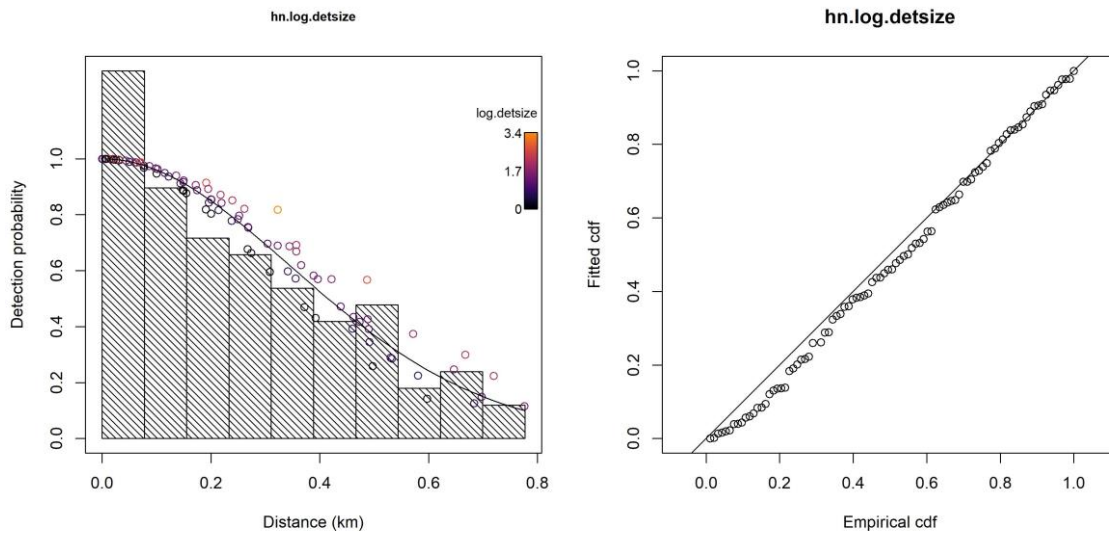 hn.log.detsize
log.detsize
3.4
1.7
0
Detection probability
1.0
0.8
0.6
0.4
0.2
0.0
0.0 0.2 0.4 0.6 0.8
Distance (km)
hn.log.detsize
Fitted cdf
1.0
0.8
0.6
0.4
0.2
0.0
0.0 0.2 0.4 0.6 0.8 1.0
Empirical cdf